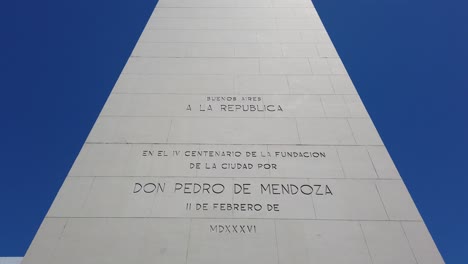 BUENOS AIRES
A LA REPUBLICA
EN EL IV CENTENARIO DE LA FUNDACION
DE LA CIUDAD POR
DON PEDRO DE MENDOZA
II DE FEBRERO DE
MDXXXVI